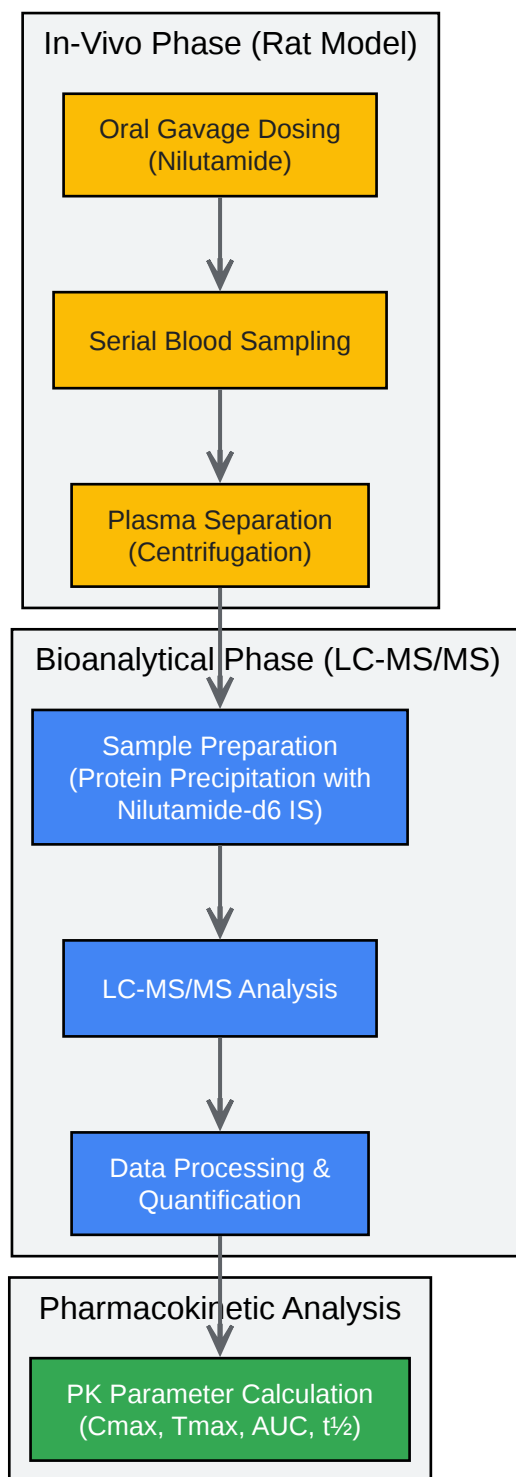 In-Vivo Phase (Rat Model)
Oral Gavage Dosing
(Nilutamide)
Serial Blood Sampling
Plasma Separation
(Centrifugation)
Bioanalytical Phase (LC-MS/MS)
Sample Preparation
(Protein Precipitation with
Nilutamide-d6 IS)
LC-MS/MS Analysis
Data Processing &
Quantification
Pharmacokinetic Analysis
PK Parameter Calculation
(Cmax, Tmax, AUC, t½)